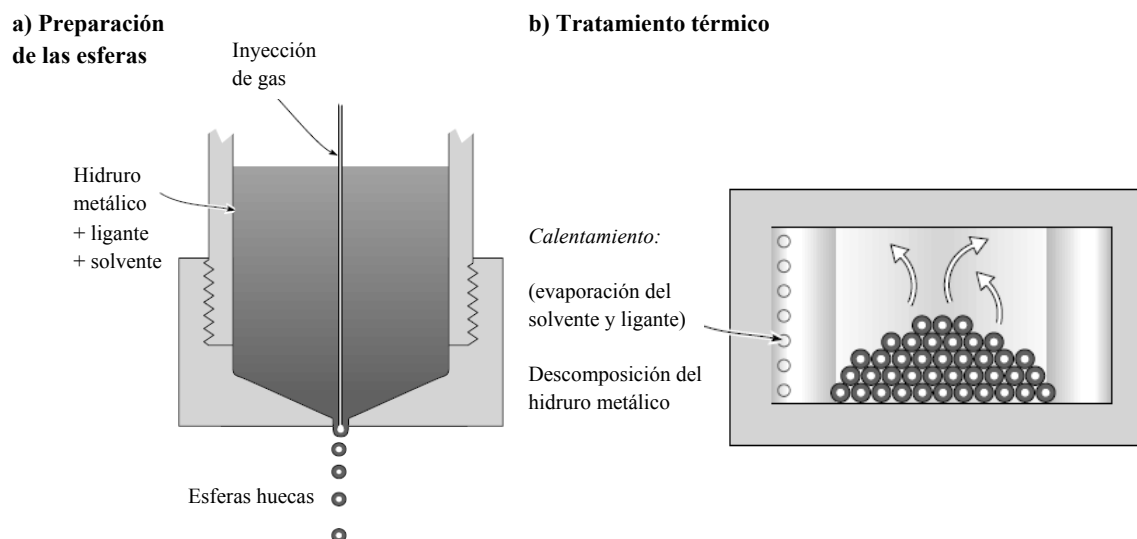 a) Preparación
de las esferas
Inyección
de gas
Hidruro
metálico
+ ligante
+ solvente
Esferas huecas
b) Tratamiento térmico
Calentamiento:
(evaporación del
solvente y ligante)
Descomposición del
hidruro metálico